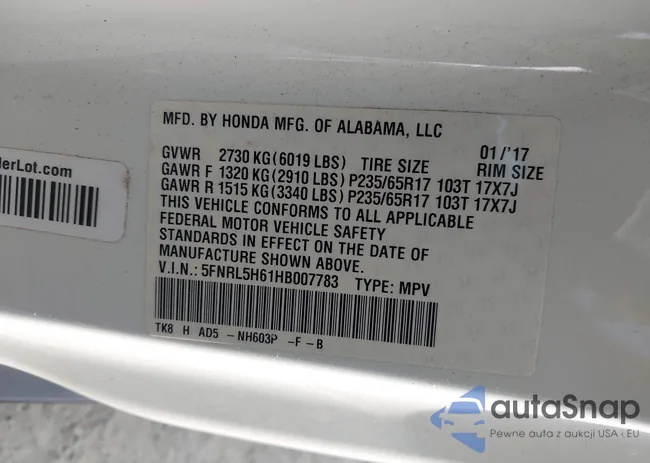 MFD. BY HONDA MFG. OF ALABAMA, LLC
GVWR 2730 KG(6019 LBS) TIRE SIZE 01/'17 RIM SIZE
GAWR F 1320 KG(2910 LBS)P235/65R17 103T 17X7J
GAWR R 1515 KG(3340 LBS)P235/65R17 103T 17X7J
THIS VEHICLE CONFORMS TO ALL APPLICABLE
FEDERAL MOTOR VEHICLE SAFETY
STANDARDS IN EFFECT ON THE DATE OF
MANUFACTURE SHOWN ABOVE.
V.I.N.: 5FNRL5H61HB007783 TYPE: MPV
TK8 H AD5 -NH603P -F-B
derLot.com
autaSnap
Pewne auta z aukcji USA i EU